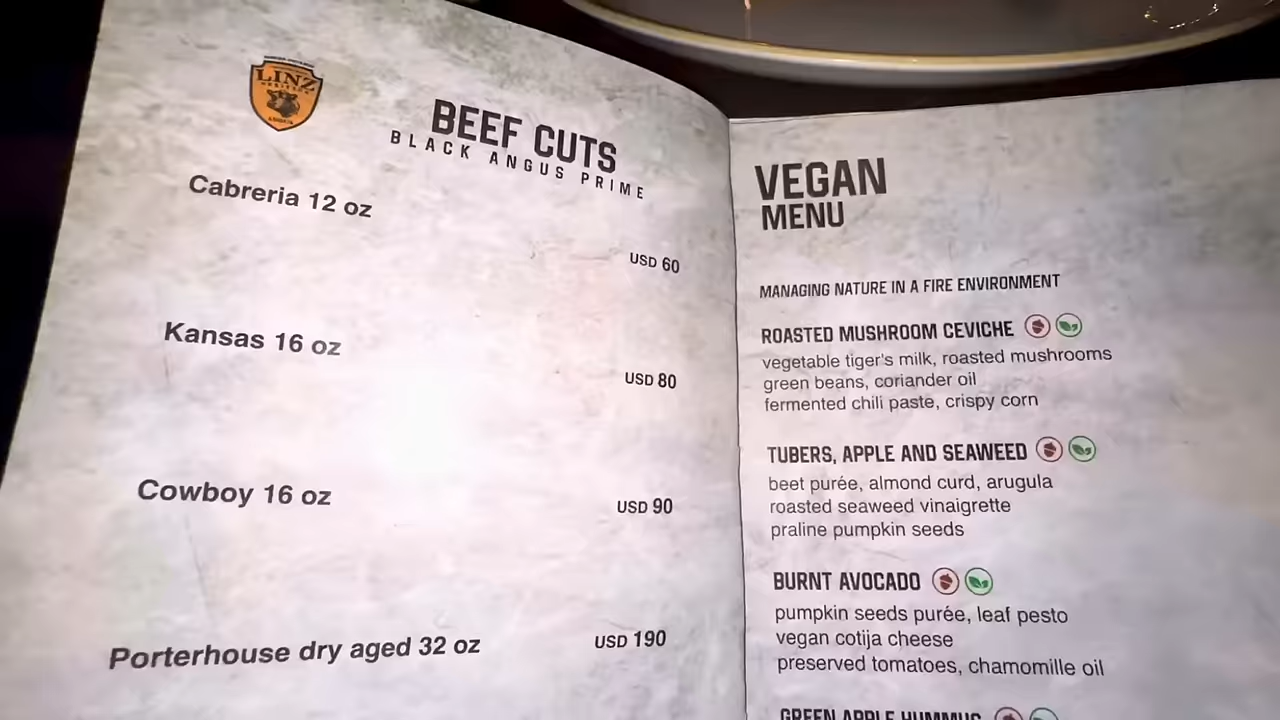 LINZ
BEEF CUTS
BLACK ANGUS PRIME
Cabreria 12 oz
USD 60
Kansas 16 oz
USD 80
Cowboy 16 oz
USD 90
Porterhouse dry aged 32 oz
USD 190
VEGAN
MENU
MANAGING NATURE IN A FIRE ENVIRONMENT
ROASTED MUSHROOM CEVICHE
vegetable tiger's milk, roasted mushrooms
green beans, coriander oil
fermented chili paste, crispy corn
TUBERS, APPLE AND SEAWEED
beet purée, almond curd, arugula
roasted seaweed vinaigrette
praline pumpkin seeds
BURNT AVOCADO
pumpkin seeds purée, leaf pesto
vegan cotija cheese
preserved tomatoes, chamomille oil
GREEN APPLE HUMMUS